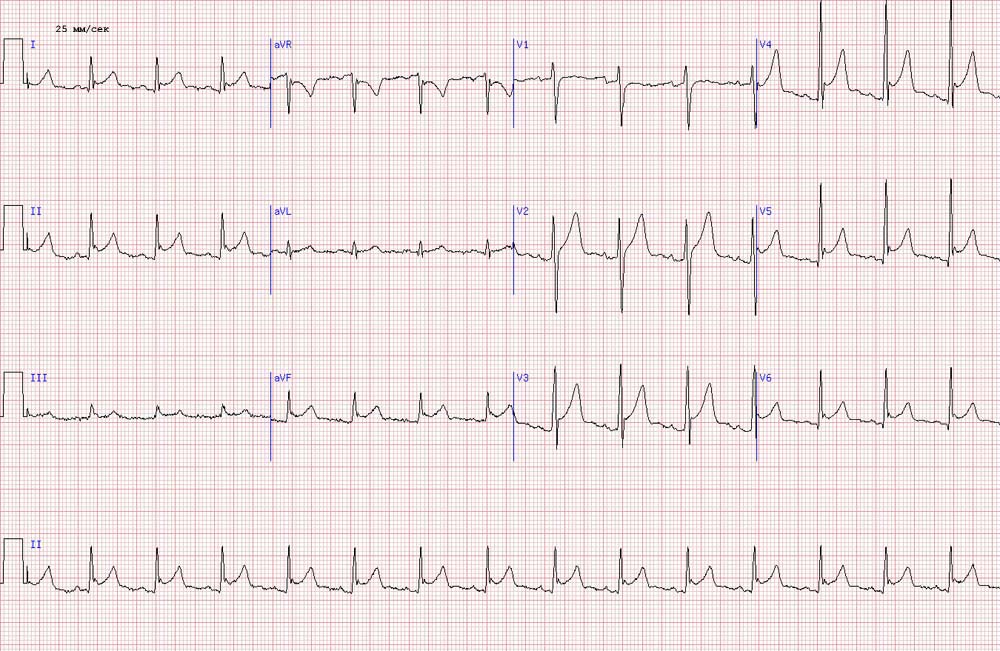 25 мм/сек
I aVR V1 V4
II aVL V2 V5
III aVF V3 V6
II